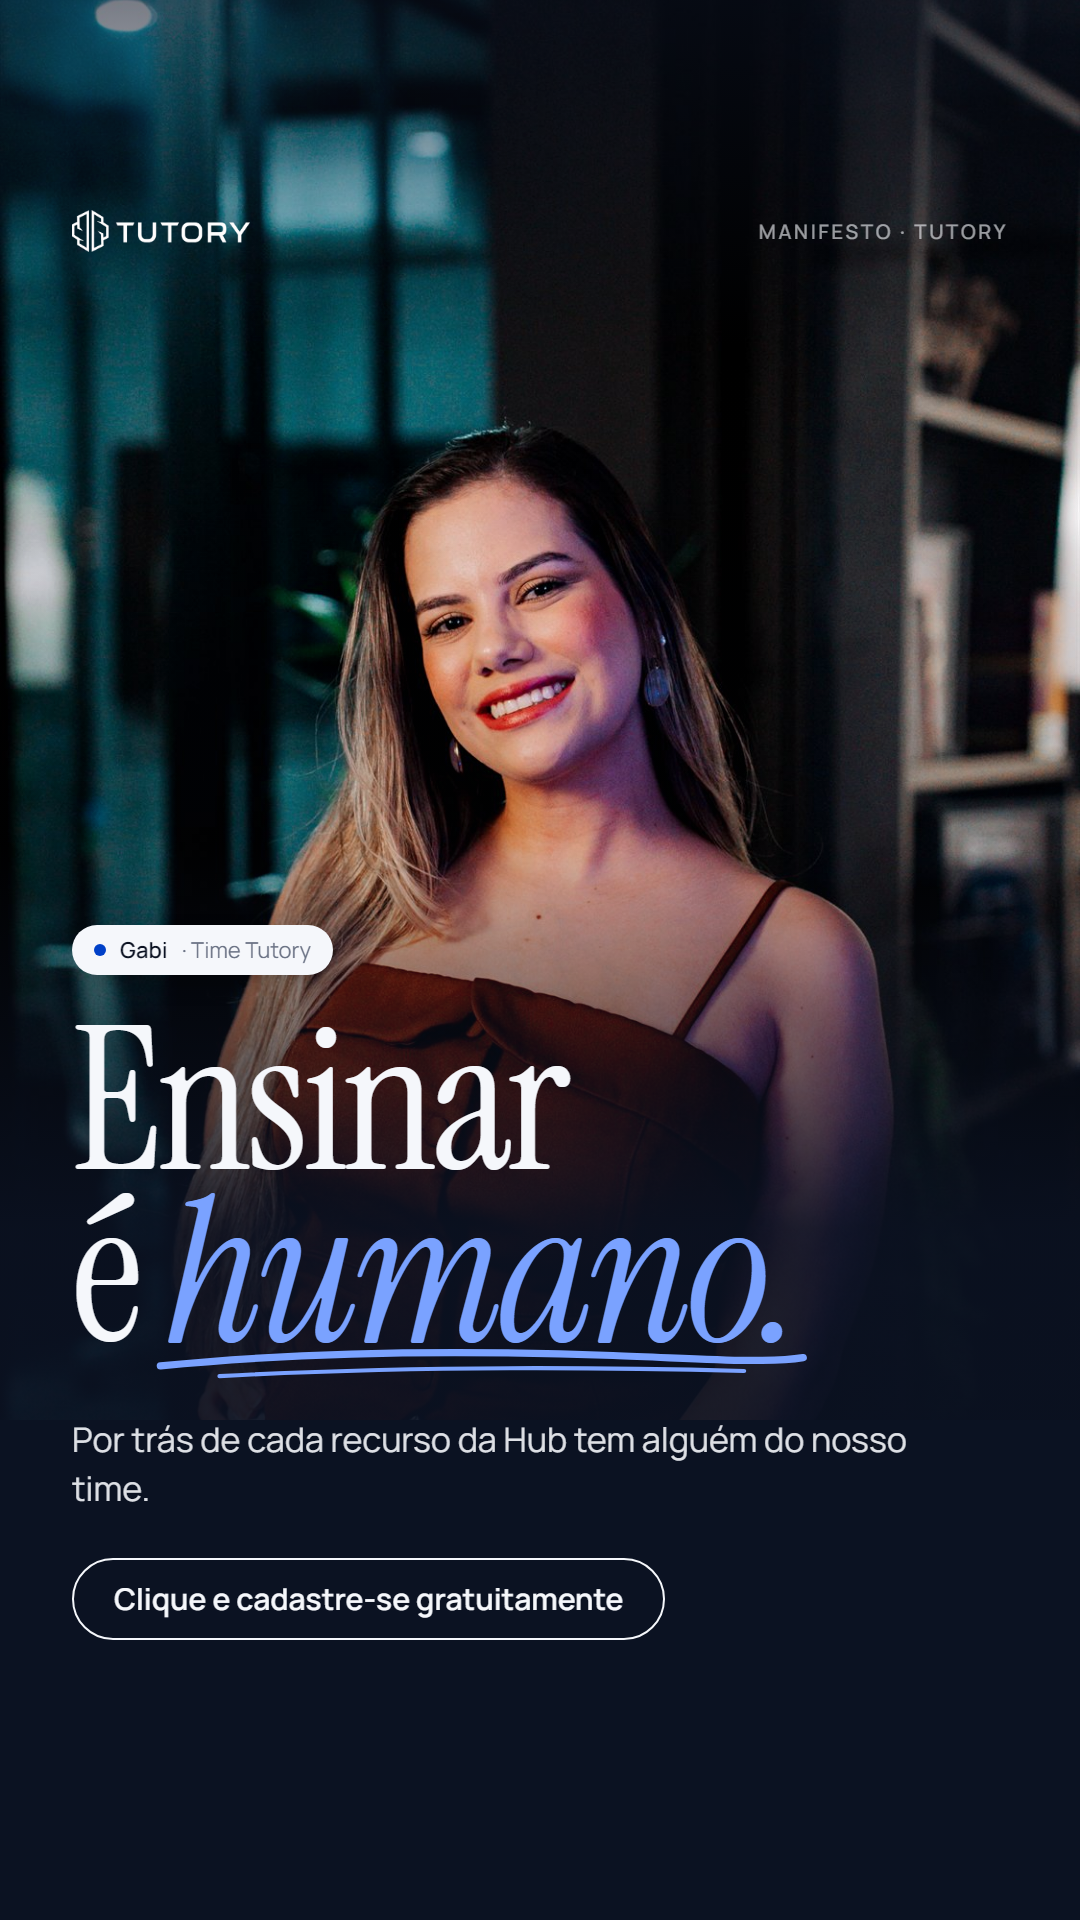 TUTORY
MANIFESTO · TUTORY
Gabi · Time Tutory
Ensinar
é humano.
Por trás de cada recurso da Hub tem alguém do nosso
time.
Clique e cadastre-se gratuitamente